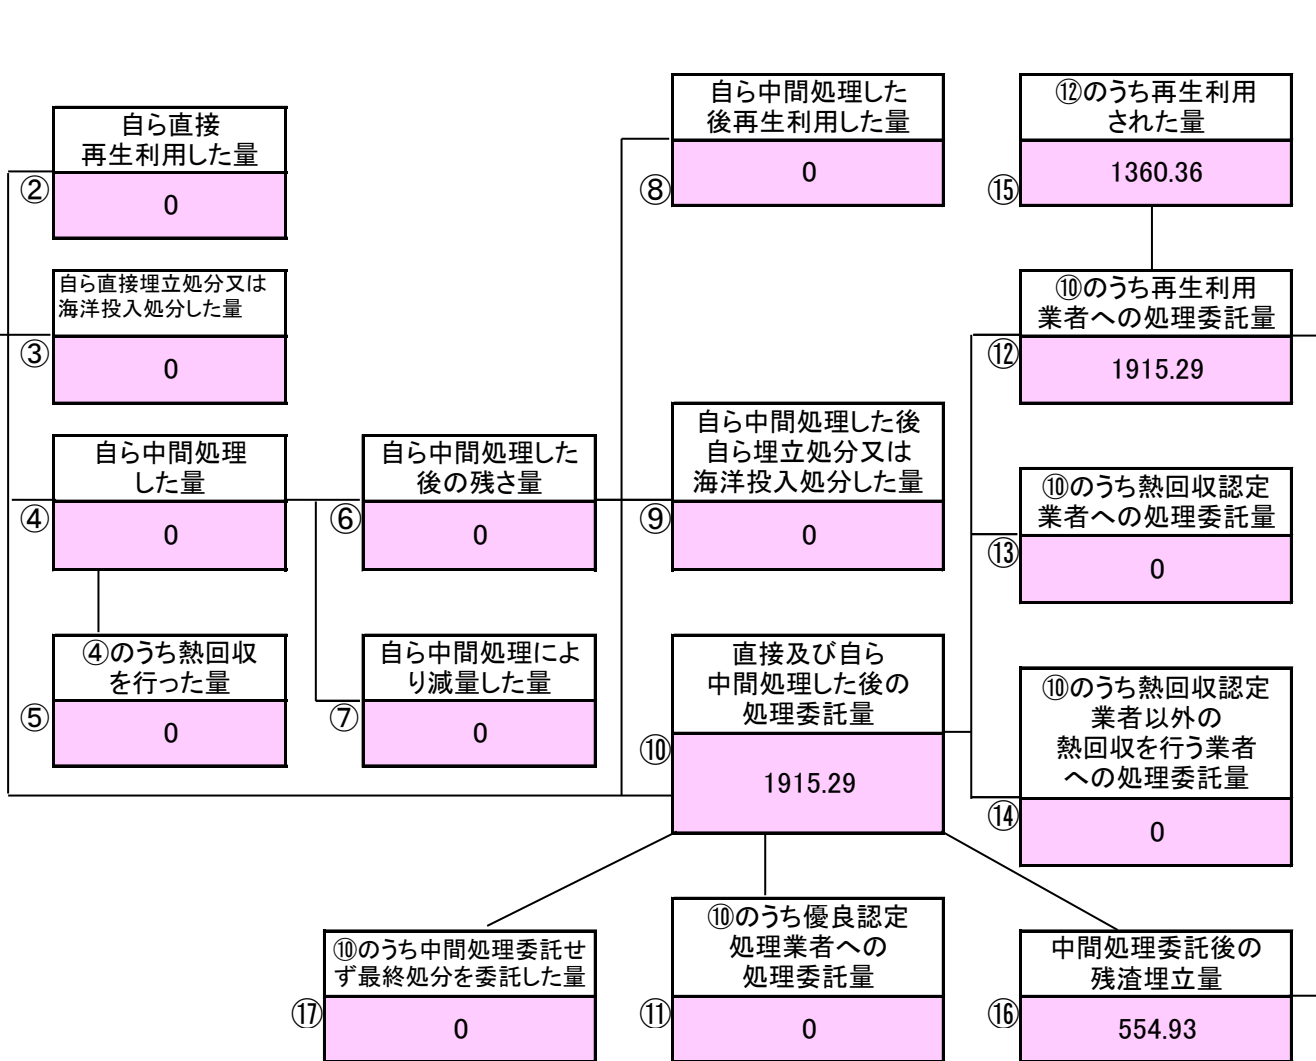 自ら直接
再生利用した量
②
0
自ら直接埋立処分又は
海洋投入処分した量
③
0
自ら中間処理
した量
④
0
④のうち熱回収
を行った量
⑤
0
自ら中間処理した
後の残さ量
⑥
0
自ら中間処理によ
り減量した量
⑦
0
自ら中間処理した
後再生利用した量
⑧
0
自ら中間処理した後
自ら埋立処分又は
海洋投入処分した量
⑨
0
直接及び自ら
中間処理した後の
処理委託量
⑩
1915.29
⑩のうち優良認定
処理業者への
処理委託量
⑪
0
⑫のうち再生利用
された量
⑮
1360.36
⑩のうち再生利用
業者への処理委託量
⑫
1915.29
⑩のうち熱回収認定
業者への処理委託量
⑬
0
⑩のうち熱回収認定
業者以外の
熱回収を行う業者
への処理委託量
⑭
0
⑩のうち中間処理委託せ
ず最終処分を委託した量
⑰
0
中間処理委託後の
残渣埋立量
⑯
554.93